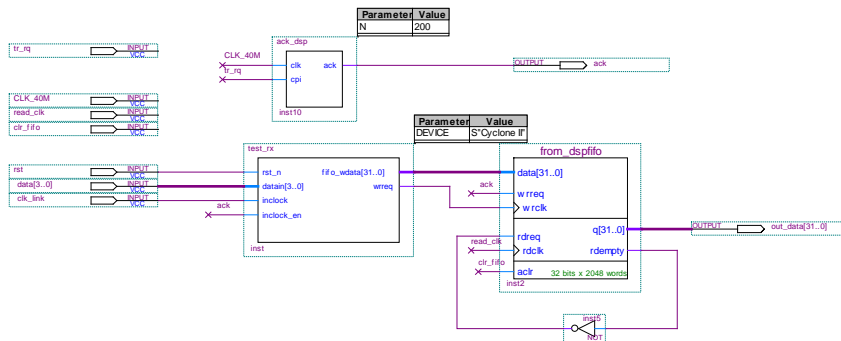 Parameter Value
N 200
ack_dsp
CLK_40M
tr_rq
clk ack
cpi
inst10
tr_rq INPUT
VCC
OUTPUT ack
CLK_40M INPUT
VCC
read_clk INPUT
VCC
clr_fifo INPUT
VCC
Parameter Value
DEVICE S"Cyclone II"
test_rx
from_dspfifo
rst INPUT
VCC
data[3..0] INPUT
VCC
clk_link INPUT
VCC
ack
rst_n fifo_wdata[31..0]
datain[3..0] wrreq
inclock
inclock_en
inst
data[31..0]
ack
wrreq
wrclk
q[31..0]
OUTPUT out_data[31..0]
rdreq
read_clk
rdclk rdempty
clr_fifo
aclr 32 bits x 2048 words
inst2
inst5
NOT